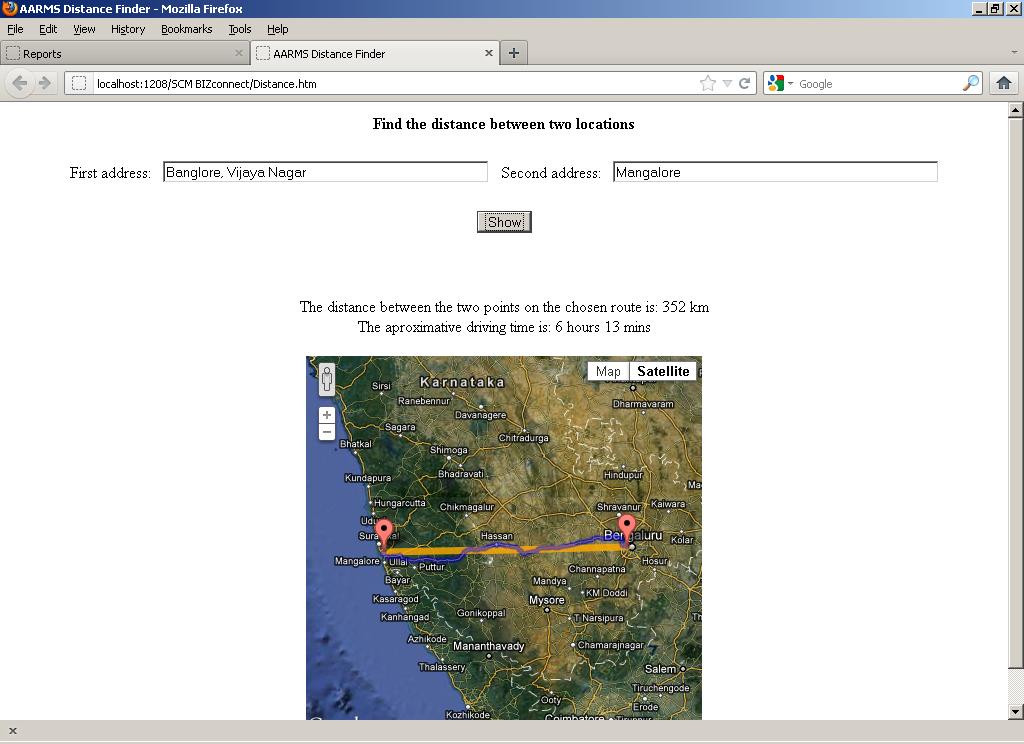 AARMS Distance Finder - Mozilla Firefox
File Edit View History Bookmarks Tools Help
Reports
AARMS Distance Finder
localhost:1208/SCM BIZconnect/Distance.htm
Google
Find the distance between two locations
First address: Banglore, Vijaya Nagar Second address: Mangalore
Show
The distance between the two points on the chosen route is: 352 km
The aproximative driving time is: 6 hours 13 mins
Map Satellite
Sirsi Karnataka
Ranebennur Dharmavaram
Davanagere
Sagara
Chitradurga
Bhatkal Shimoga
Bhadravati Hindupur
Kundapura
Hungarcutta Chikmagalur Shravanur Kaiwara
Hassan Bengaluru Kolar
Mangalore Ullal Puttur Hosur
Channapatna
Bayar Mandya
Kasaragod Mysore KM Doddi
Kanhangad Gonikoppal T Narsipura
Azhikode Mananthavady Chamarajnagar
Thalassery Salem
Ooty Tiruchengode
Erode
Kozhikode Coimbatore